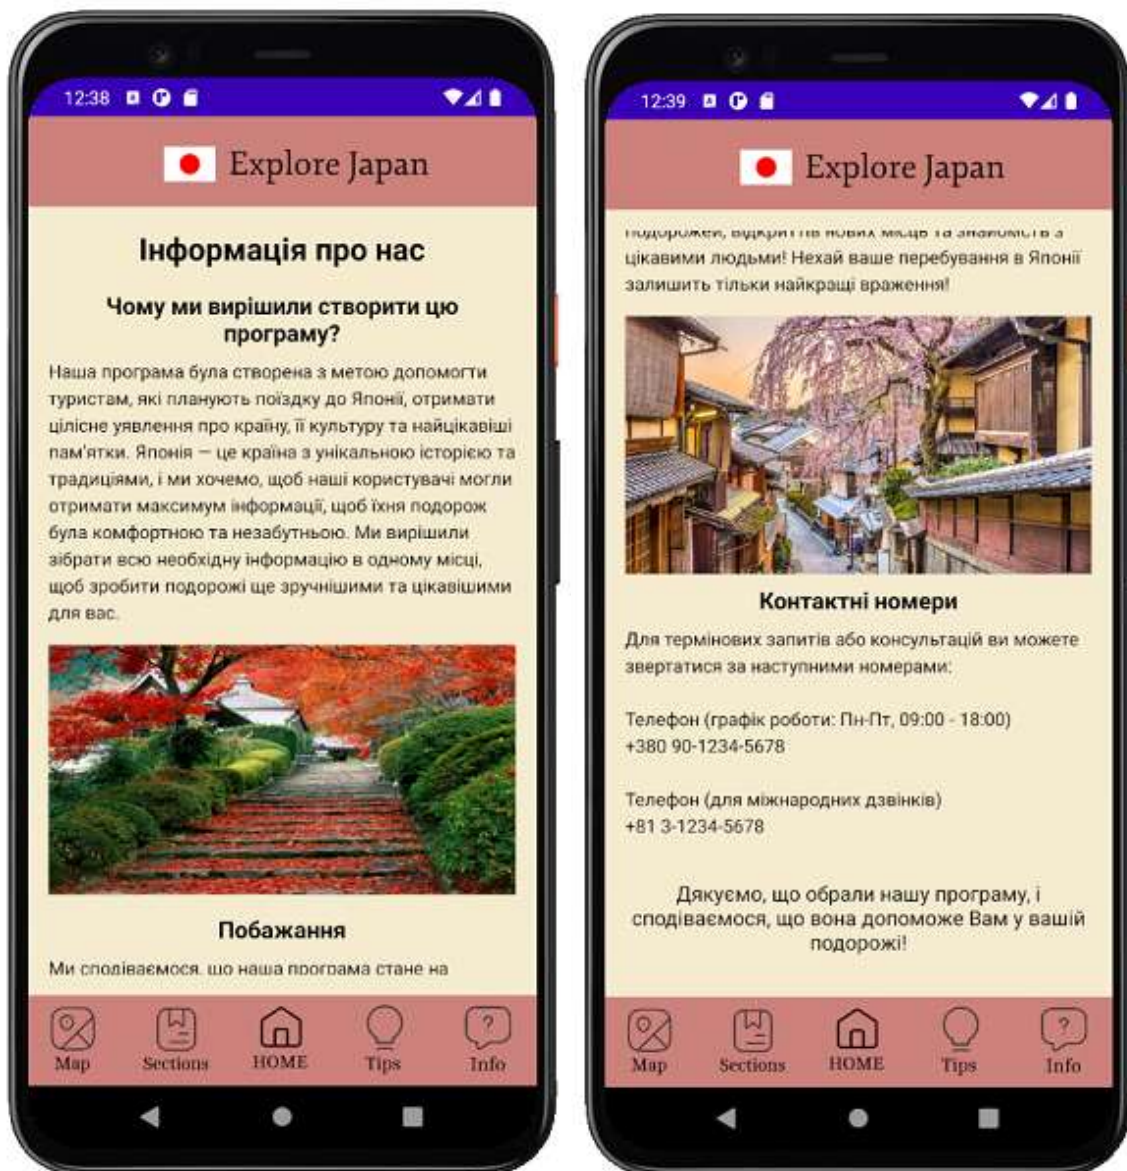 12:38
Explore Japan
Інформація про нас
Чому ми вирішили створити цю
програму?
Наша програма була створена з метою допомогти
туристам, які планують поїздку до Японії, отримати
цілісне уявлення про країну, її культуру та найцікавіші
пам'ятки. Японія — це країна з унікальною історією та
традиціями, і ми хочемо, щоб наші користувачі могли
отримати максимум інформації, щоб їхня подорож
була комфортною та незабутньою. Ми вирішили
зібрати всю необхідну інформацію в одному місці,
щоб зробити подорожі ще зручнішими та цікавішими
для вас.
Побажання
Ми сподіваємося, що наша програма стане на
Map Sections HOME Tips Info
12:39
Explore Japan
подорожей, відкриттів нових місць та знайомств з
цікавими людьми! Нехай ваше перебування в Японії
залишить тільки найкращі враження!
Контактні номери
Для термінових запитів або консультацій ви можете
звертатися за наступними номерами:
Телефон (графік роботи: Пн-Пт, 09:00 - 18:00)
+380 90-1234-5678
Телефон (для міжнародних дзвінків)
+81 3-1234-5678
Дякуємо, що обрали нашу програму, і
сподіваємося, що вона допоможе Вам у вашій
подорожі!
Map Sections HOME Tips Info